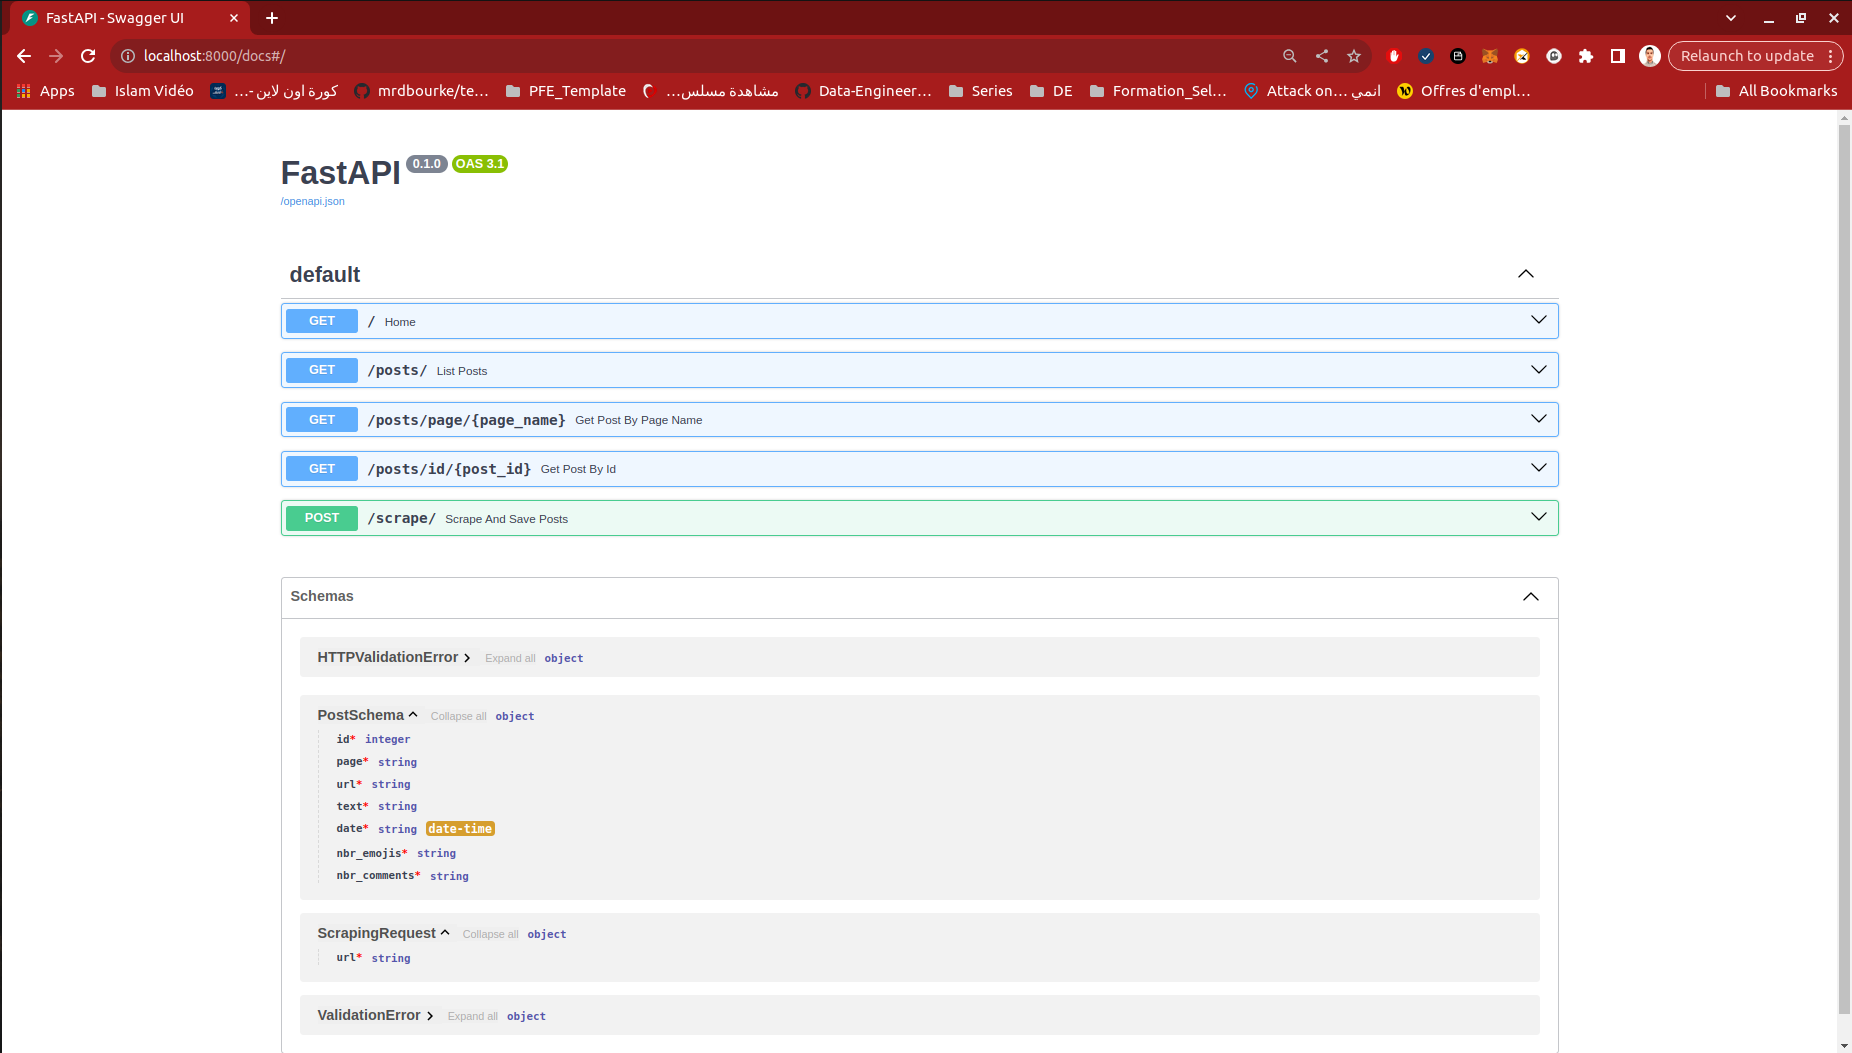 FastAPI - Swagger UI
localhost:8000/docs#/
Relaunch to update
Apps
Islam Vidéo
كورة اون لاين -...
mrdbourke/te...
PFE_Template
مشاهدة مسلس...
Data-Engineer...
Series
DE
Formation_Sel...
Attack on... انمي
Offres d'empl...
All Bookmarks
FastAPI 0.1.0 OAS 3.1
/openapi.json
default
GET / Home
GET /posts/ List Posts
GET /posts/page/{page_name} Get Post By Page Name
GET /posts/id/{post_id} Get Post By Id
POST /scrape/ Scrape And Save Posts
Schemas
HTTPValidationError Expand all object
PostSchema Collapse all object
id* integer
page* string
url* string
text* string
date* string date-time
nbr_emojis* string
nbr_comments* string
ScrapingRequest Collapse all object
url* string
ValidationError Expand all object